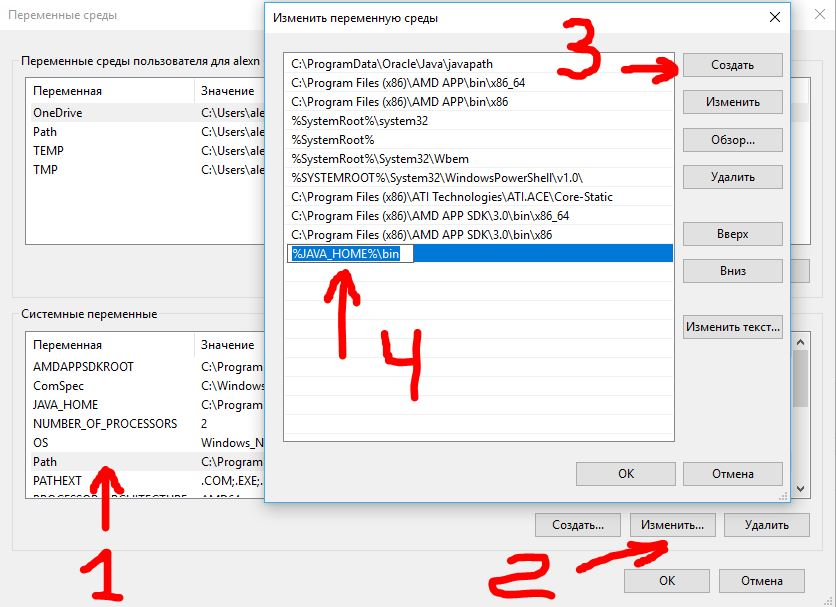 Переменные среды
Переменные среды пользователя для alexn
Переменная Значение
OneDrive C:\Users\ale
Path C:\Users\ale
TEMP C:\Users\ale
TMP C:\Users\ale
Системные переменные
Переменная Значение
AMDAPPSDKROOT C:\Program
ComSpec C:\Windows
JAVA_HOME C:\Program
NUMBER_OF_PROCESSORS 2
OS Windows_N
Path C:\Program
PATHEXT .COM;.EXE;.
PROCESSOR_ARCHITECTURE AMD64
Создать...
Изменить...
Удалить
ОК
Отмена
Изменить переменную среды
C:\ProgramData\Oracle\Java\javapath
C:\Program Files (x86)\AMD APP\bin\x86_64
C:\Program Files (x86)\AMD APP\bin\x86
%SystemRoot%\system32
%SystemRoot%
%SystemRoot%\System32\Wbem
%SYSTEMROOT%\System32\WindowsPowerShell\v1.0\
C:\Program Files (x86)\ATI Technologies\ATI.ACE\Core-Static
C:\Program Files (x86)\AMD APP SDK\3.0\bin\x86_64
C:\Program Files (x86)\AMD APP SDK\3.0\bin\x86
%JAVA_HOME%\bin
Создать
Изменить
Обзор...
Удалить
Вверх
Вниз
Изменить текст...
ОК
Отмена
1
2
3
4